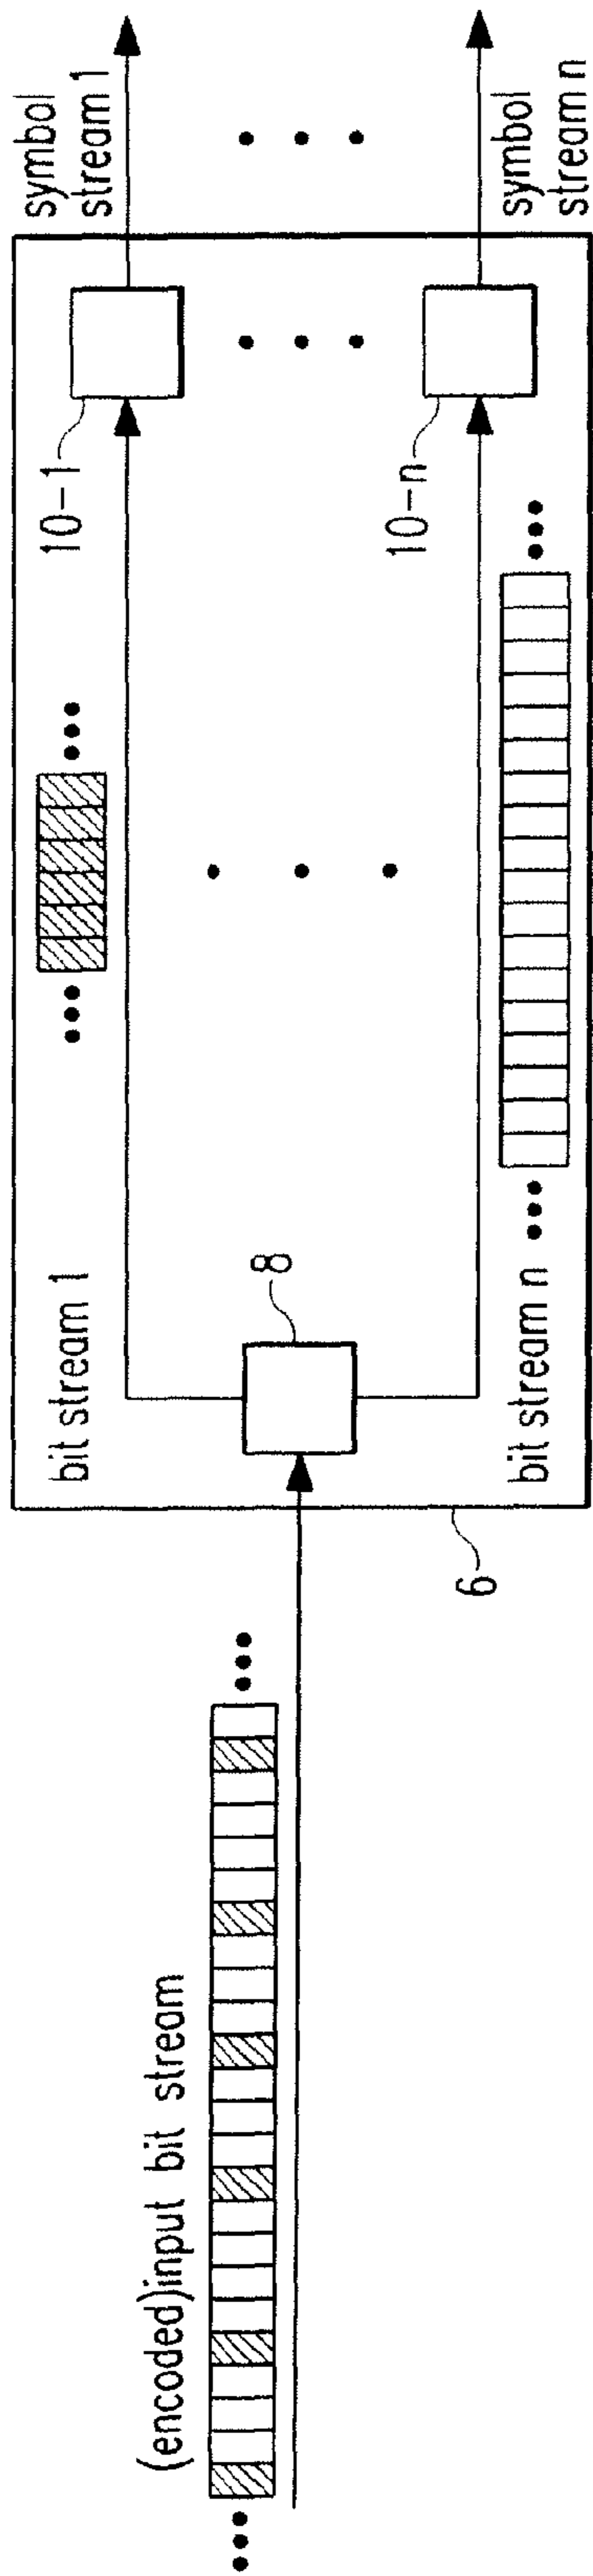 (encoded)input bit stream
6
bit stream 1
8
bit stream n
10-1
10-n
symbol
stream 1
symbol
stream n